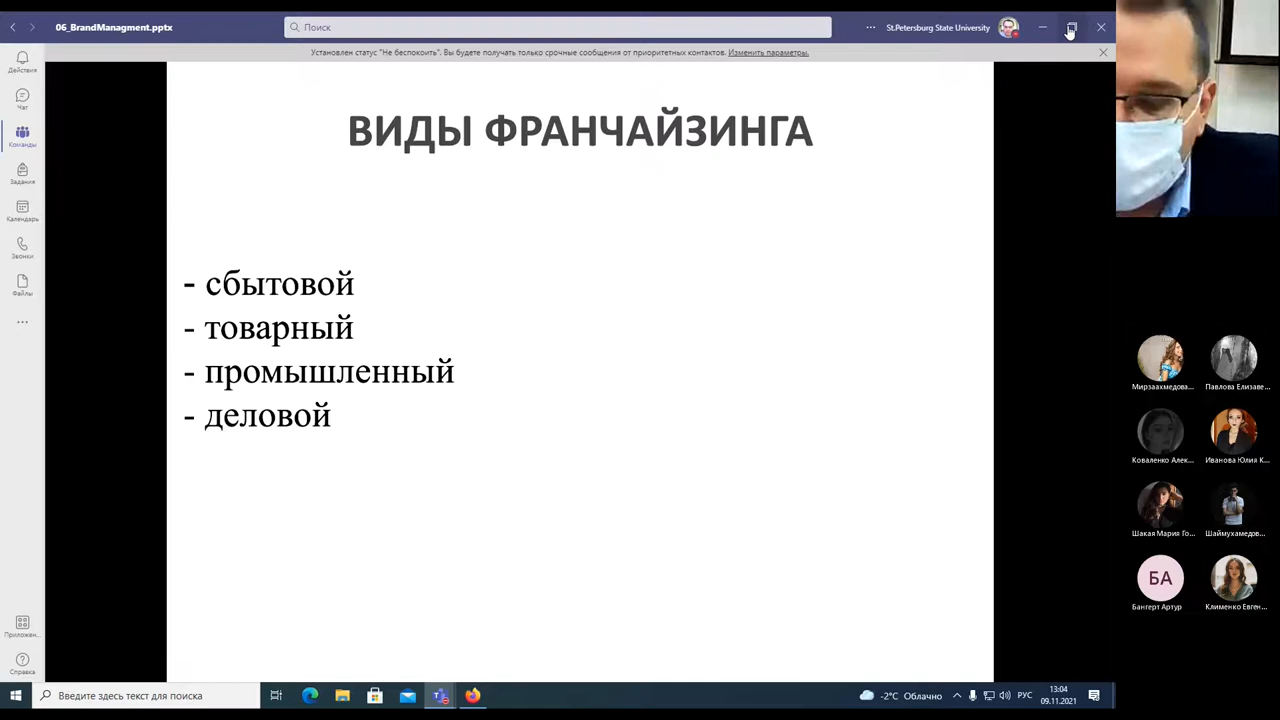 06_BrandManagment.pptx
Поиск
St.Petersburg State University
Установлен статус "Не беспокоить". Вы будете получать только срочные сообщения от приоритетных контактов. Изменить параметры.
Действия
Чат
Команды
Задания
Календарь
Звонки
Файлы
Приложен...
Справка
ВИДЫ ФРАНЧАЙЗИНГА
- сбытовой
- товарный
- промышленный
- деловой
Мирзаахмедова... Павлова Елизаве...
Коваленко Алек... Иванова Юлия К...
Шакая Мария Го... Шаймухамедов...
БА
Бангерт Артур Клименко Евген...
Введите здесь текст для поиска
-2°C Облачно
РУС
13:04
09.11.2021